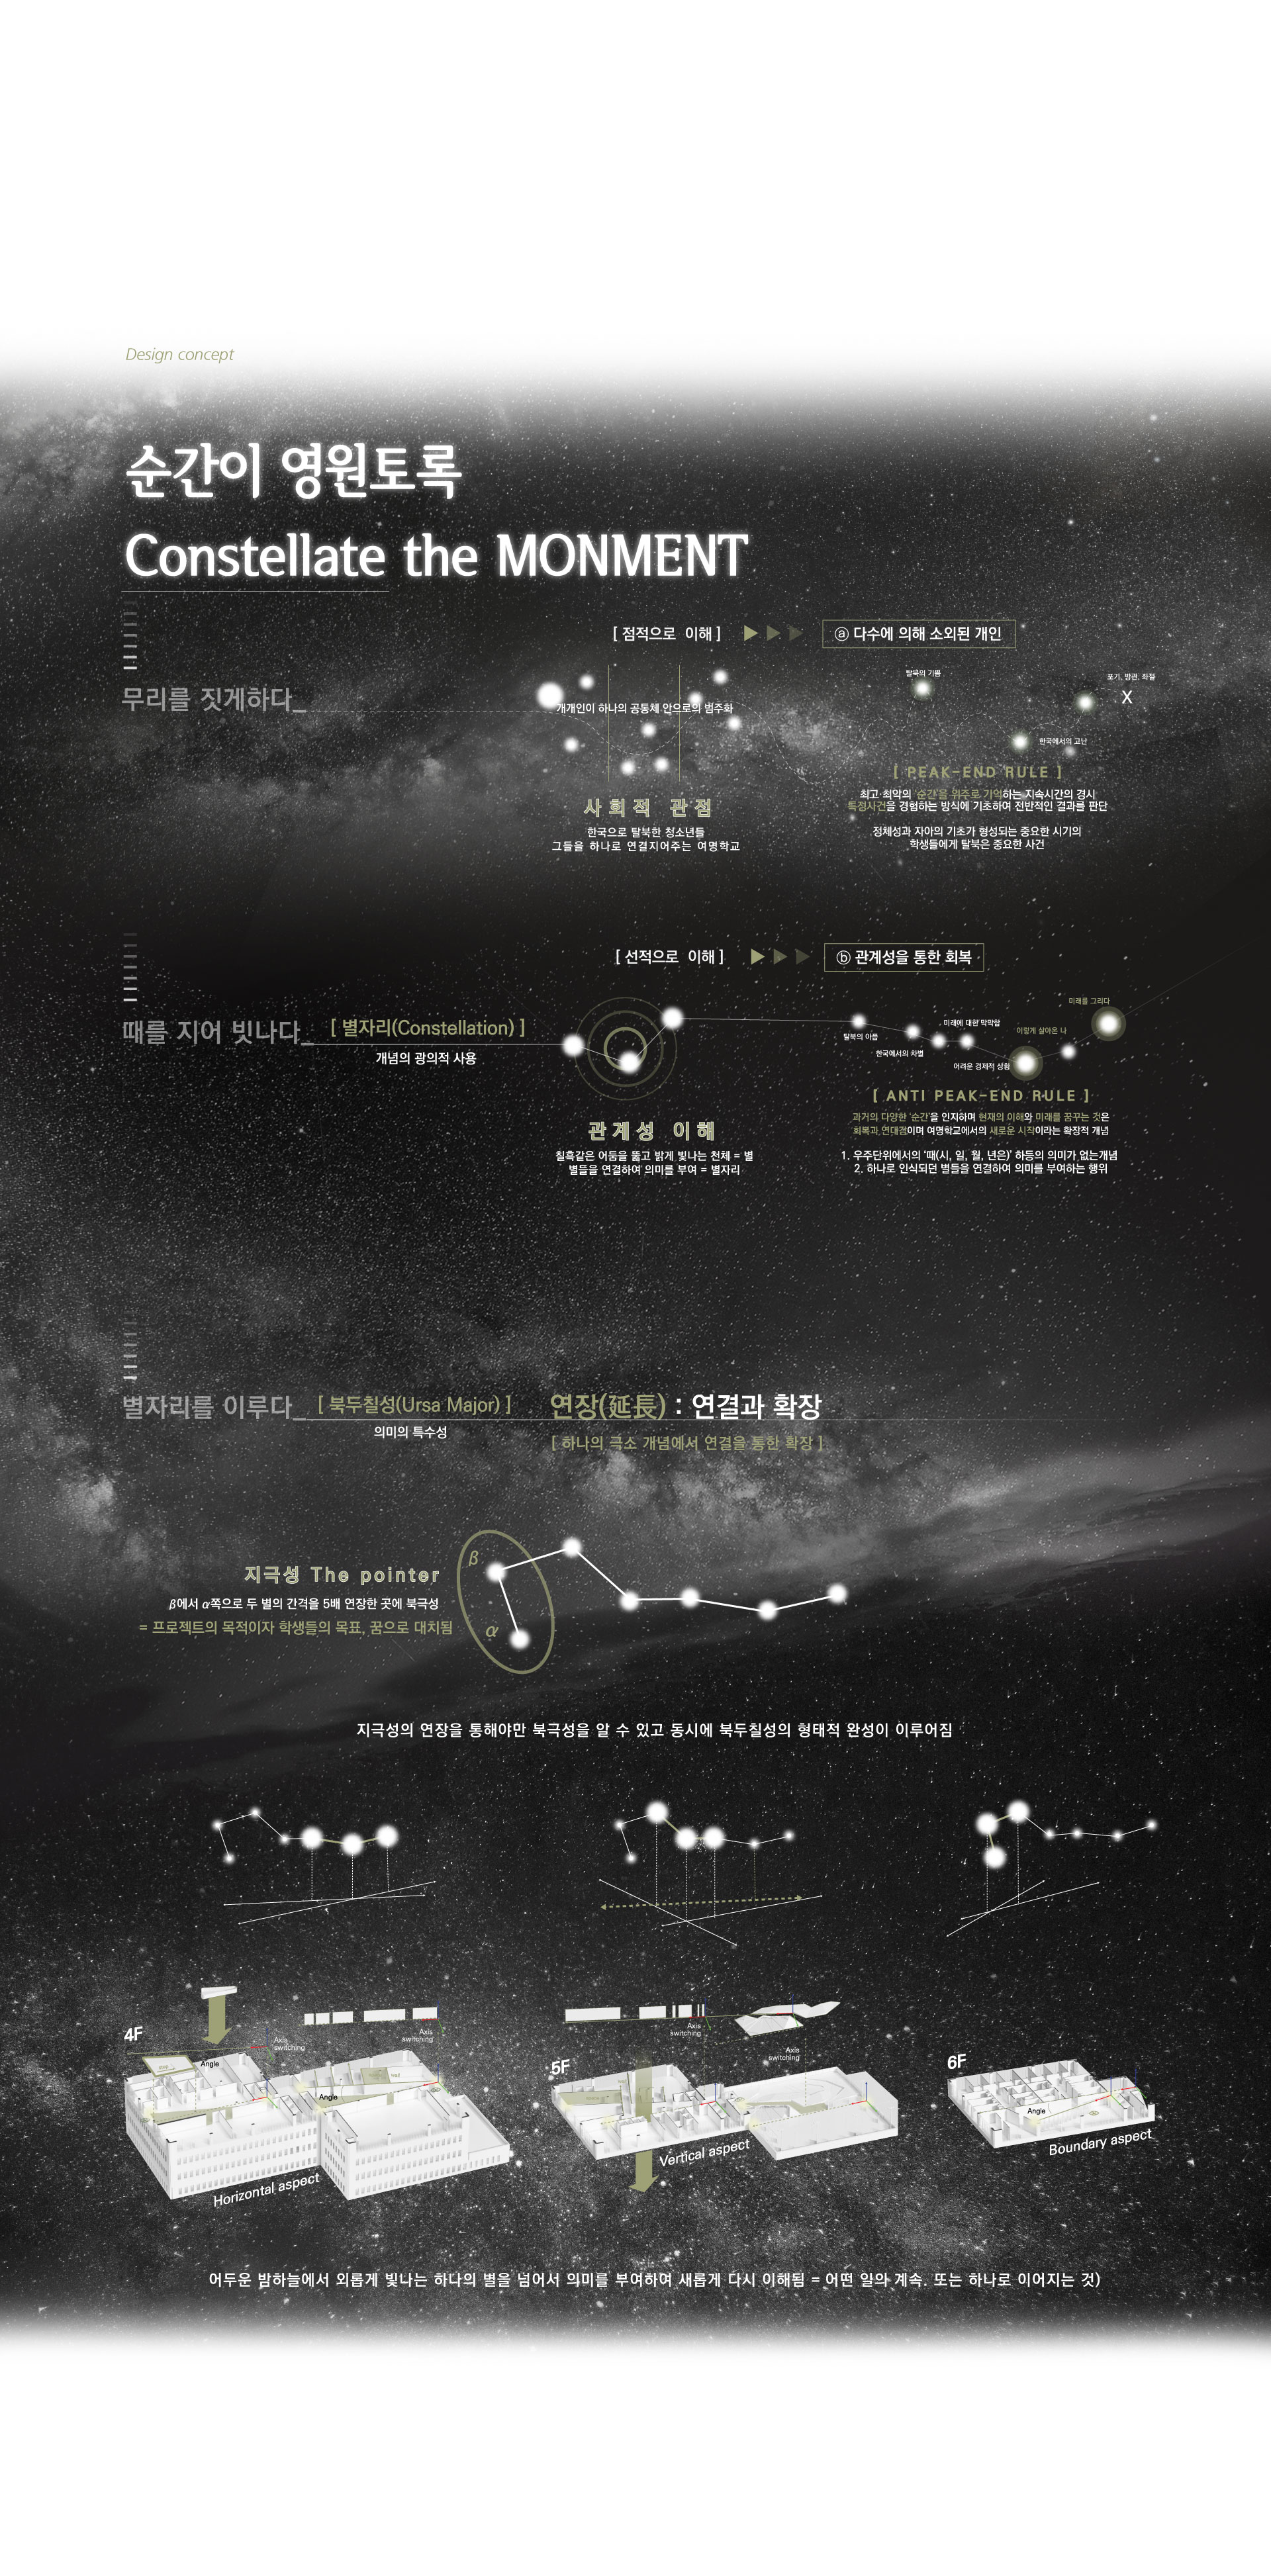 Design concept
순간이 영원토록
Constellate the MONMENT
[ 점적으로 이해 ]
ⓐ 다수에 의해 소외된 개인
무리를 짓게하다_
개개인이 하나의 공통체 안으로의 범주화
탈북의 기쁨
포기, 방관, 좌절
X
한국에서의 고난
사회적 관점
한국으로 탈북한 청소년들
그들을 하나로 연결지어주는 여명학교
[ PEAK-END RULE ]
최고·최악의 '순간'을 위주로 기억하는 지속시간의 경시
특정사건을 경험하는 방식에 기초하여 전반적인 결과를 판단
정체성과 자아의 기초가 형성되는 중요한 시기의
학생들에게 탈북은 중요한 사건
[ 선적으로 이해 ]
ⓑ 관계성을 통한 회복
때를 지어 빗나다_
[ 별자리(Constellation) ]
개념의 광의적 사용
탈북의 아픔
한국에서의 차별
미래에 대한 막막함
어려운 경제적 상황
이렇게 살아온 나
미래를 그리다
관계성 이해
칠흑같은 어둠을 뚫고 밝게 빛나는 천체 = 별
별들을 연결하여 의미를 부여 = 별자리
[ ANTI PEAK-END RULE ]
과거의 다양한 '순간'을 인지하며 현재의 이해와 미래를 꿈꾸는 것은
회복과 연대겸이며 여명학교에서의 새로운 시작이라는 확장적 개념
1. 우주단위에서의 '때(시, 일, 월, 년은)' 하등의 의미가 없는개념
2. 하나로 인식되던 별들을 연결하여 의미를 부여하는 행위
별자리를 이루다_
[ 북두칠성(Ursa Major) ]
의미의 특수성
연장(延長) : 연결과 확장
[ 하나의 극소 개념에서 연결을 통한 확장 ]
β
α
지극성 The pointer
β에서 α쪽으로 두 별의 간격을 5배 연장한 곳에 북극성
= 프로젝트의 목적이자 학생들의 목표, 꿈으로 대치됨
지극성의 연장을 통해야만 북극성을 알 수 있고 동시에 북두칠성의 형태적 완성이 이루어짐
4F
Axis
switching
Axis
switching
Angle
Angle
Horizontal aspect
5F
Axis
switching
Axis
switching
Vertical aspect
6F
Angle
Boundary aspect
어두운 밤하늘에서 외롭게 빛나는 하나의 별을 넘어서 의미를 부여하여 새롭게 다시 이해됨 = 어떤 일의 계속. 또는 하나로 이어지는 것)